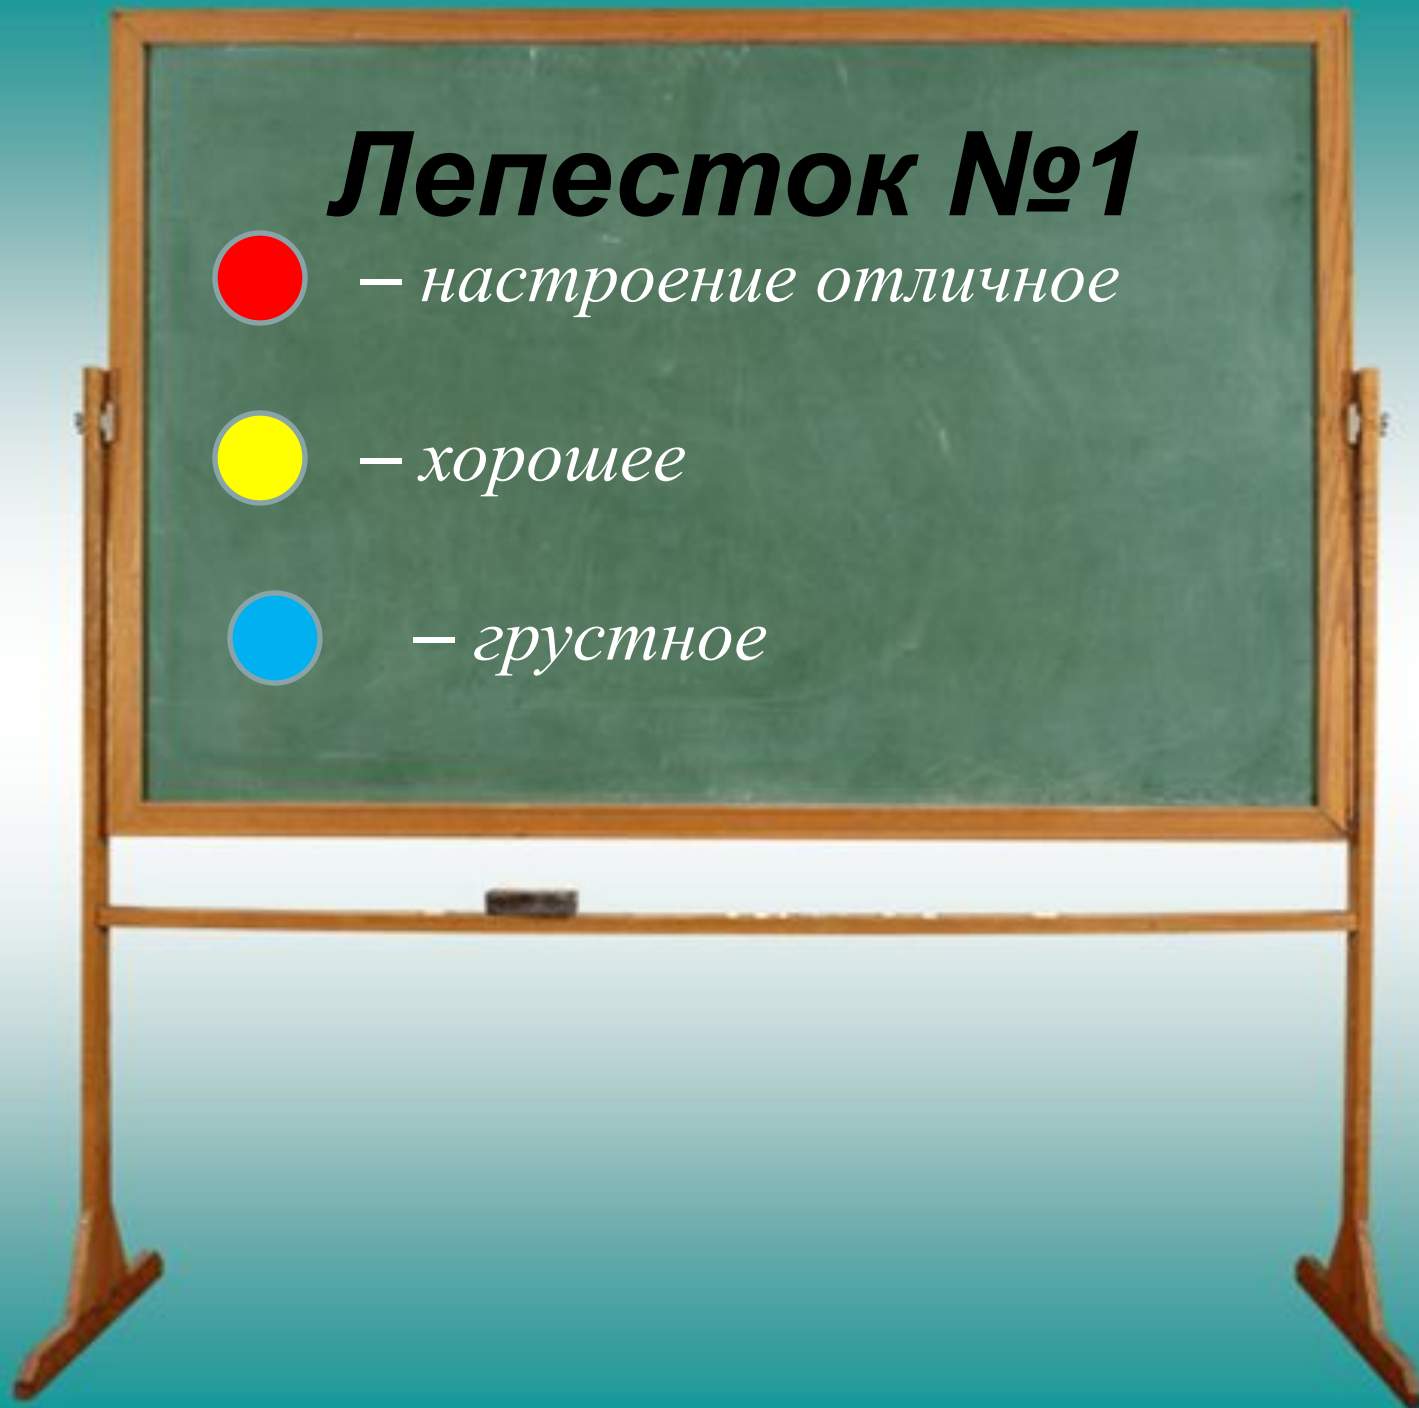 Лепесток №1
– настроение отличное
– хорошее
– грустное